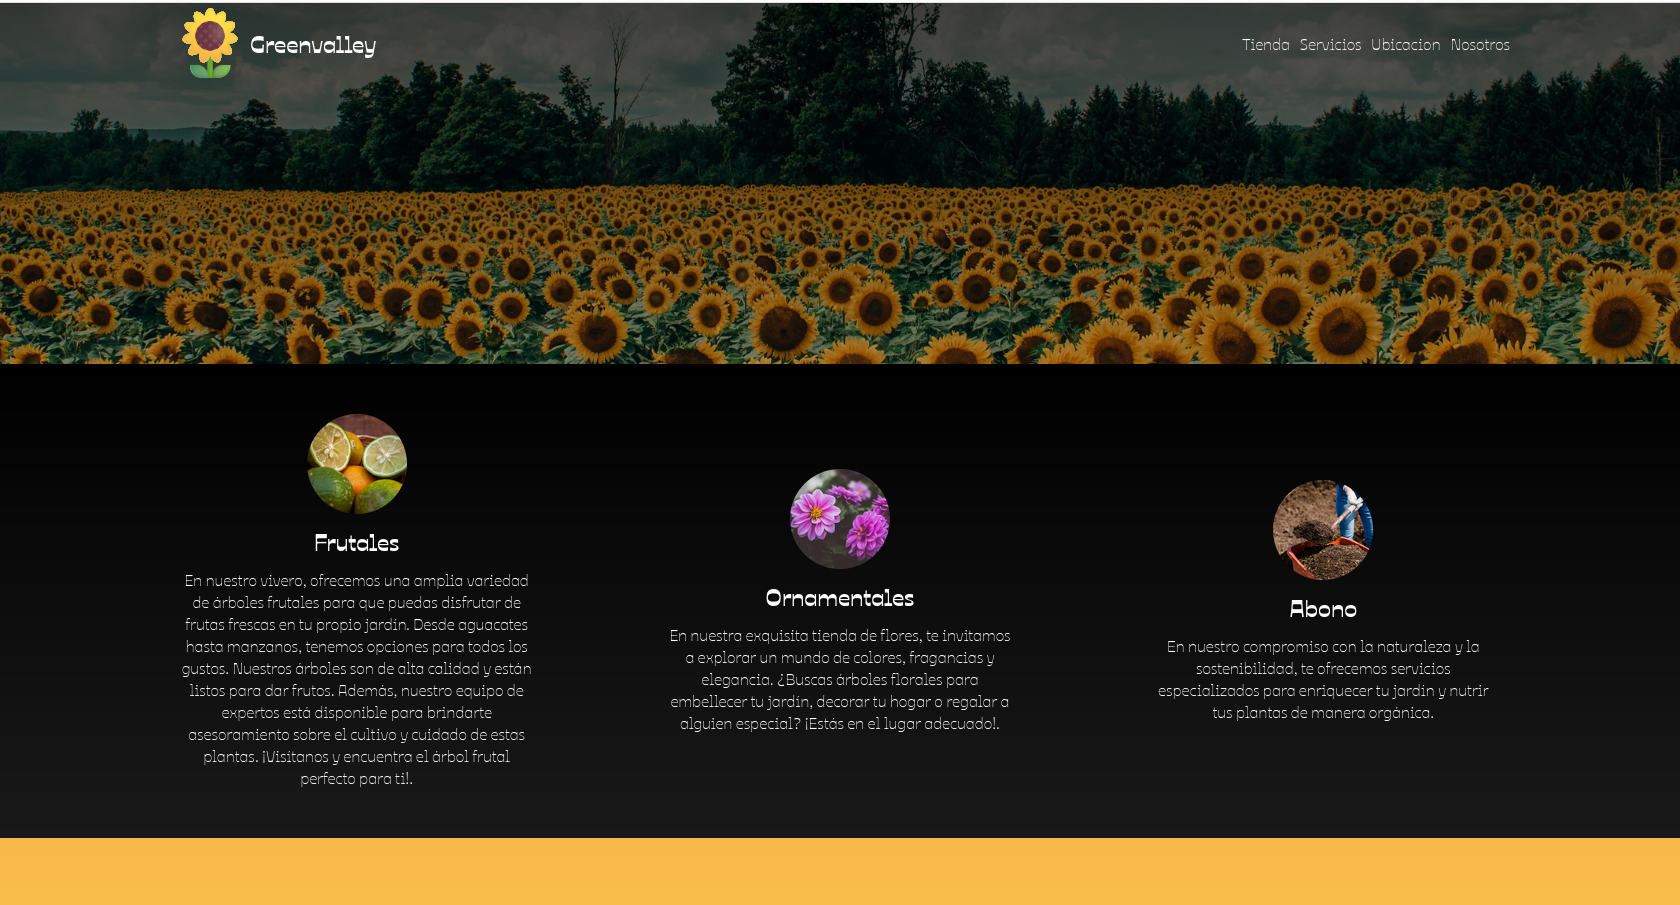 Greenvalley
Tienda Servicios Ubicacion Nosotros
Frutales
En nuestro vivero, ofrecemos una amplia variedad
de árboles frutales para que puedas disfrutar de
frutas frescas en tu propio jardín. Desde aguacates
hasta manzanos, tenemos opciones para todos los
gustos. Nuestros árboles son de alta calidad y están
listos para dar frutos. Además, nuestro equipo de
expertos está disponible para brindarte
asesoramiento sobre el cultivo y cuidado de estas
plantas. ¡Visítanos y encuentra el árbol frutal
perfecto para ti!.
Ornamentales
En nuestra exquisita tienda de flores, te invitamos
a explorar un mundo de colores, fragancias y
elegancia. ¿Buscas árboles florales para
embellecer tu jardín, decorar tu hogar o regalar a
alguien especial? ¡Estás en el lugar adecuado!.
Abono
En nuestro compromiso con la naturaleza y la
sostenibilidad, te ofrecemos servicios
especializados para enriquecer tu jardín y nutrir
tus plantas de manera orgánica.